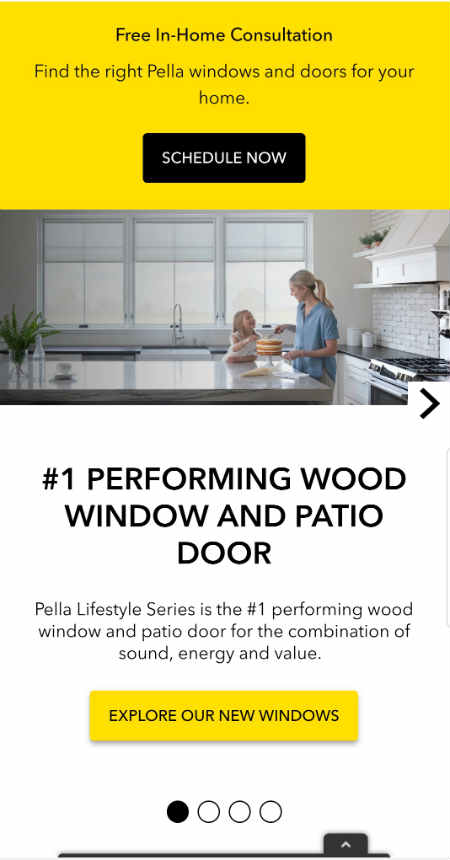 Free In-Home Consultation
Find the right Pella windows and doors for your
home.
SCHEDULE NOW
#1 PERFORMING WOOD
WINDOW AND PATIO
DOOR
Pella Lifestyle Series is the #1 performing wood
window and patio door for the combination of
sound, energy and value.
EXPLORE OUR NEW WINDOWS